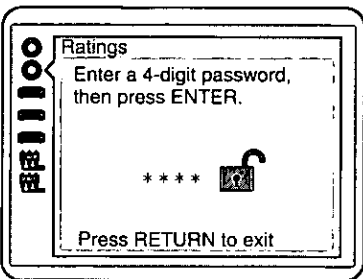 Ratings
Enter a 4-digit password,
then press ENTER.
* * * *
Press RETURN to exit